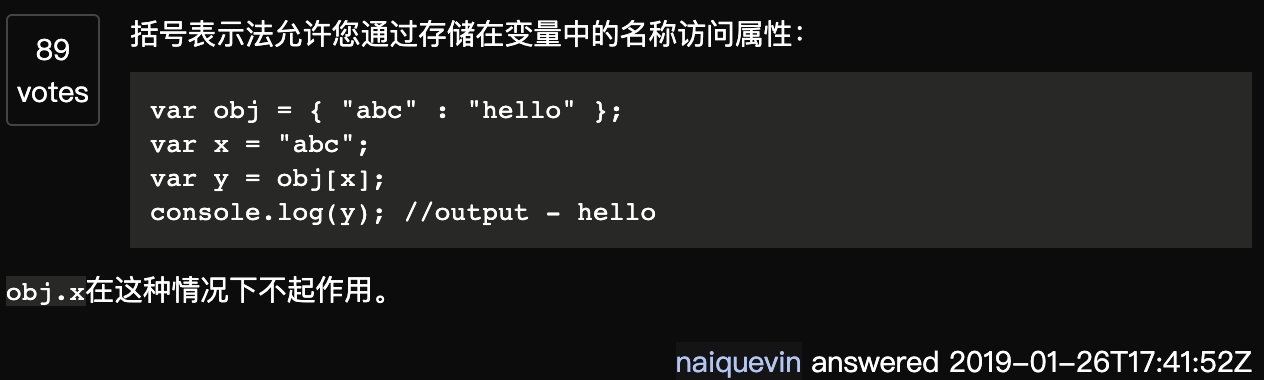 89
votes
括号表示法允许您通过存储在变量中的名称访问属性：
var obj = { "abc" : "hello" };
var x = "abc";
var y = obj[x];
console.log(y); //output - hello
obj.x在这种情况下不起作用。
naiquevin answered 2019-01-26T17:41:52Z